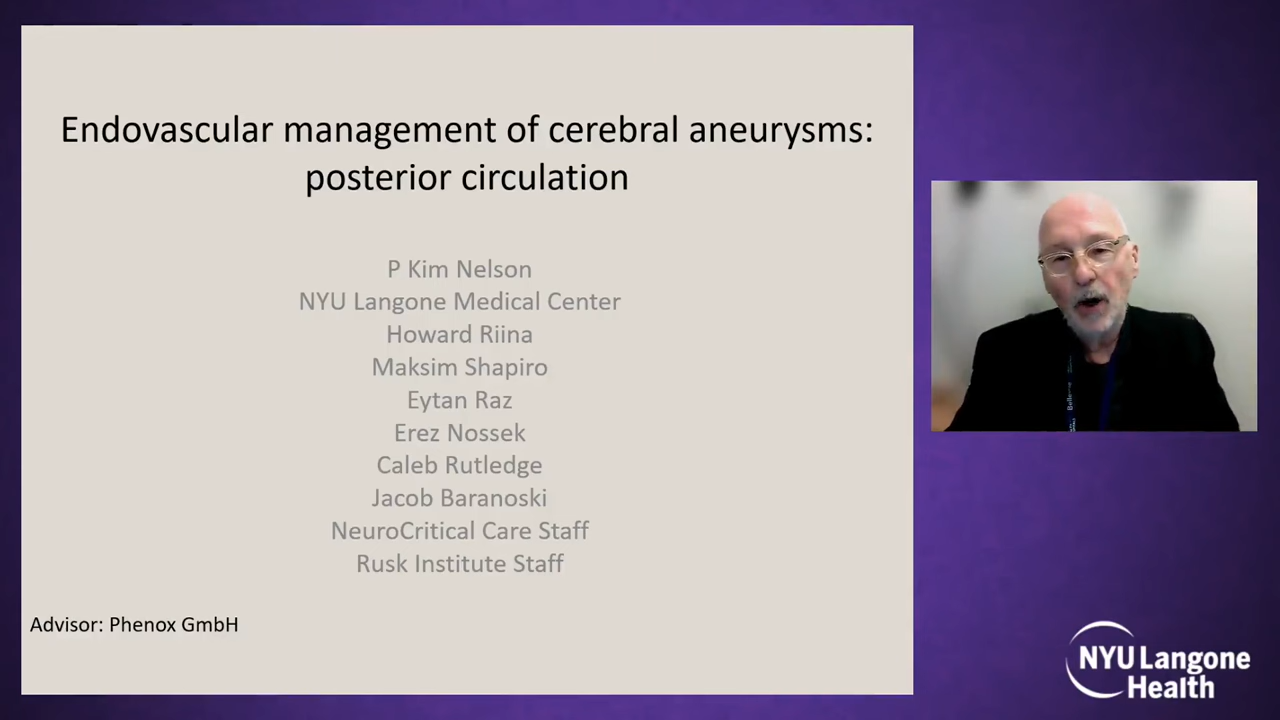 Endovascular management of cerebral aneurysms:
posterior circulation
P Kim Nelson
NYU Langone Medical Center
Howard Riina
Maksim Shapiro
Eytan Raz
Erez Nossek
Caleb Rutledge
Jacob Baranoski
NeuroCritical Care Staff
Rusk Institute Staff
Advisor: Phenox GmbH
NYU Langone
Health